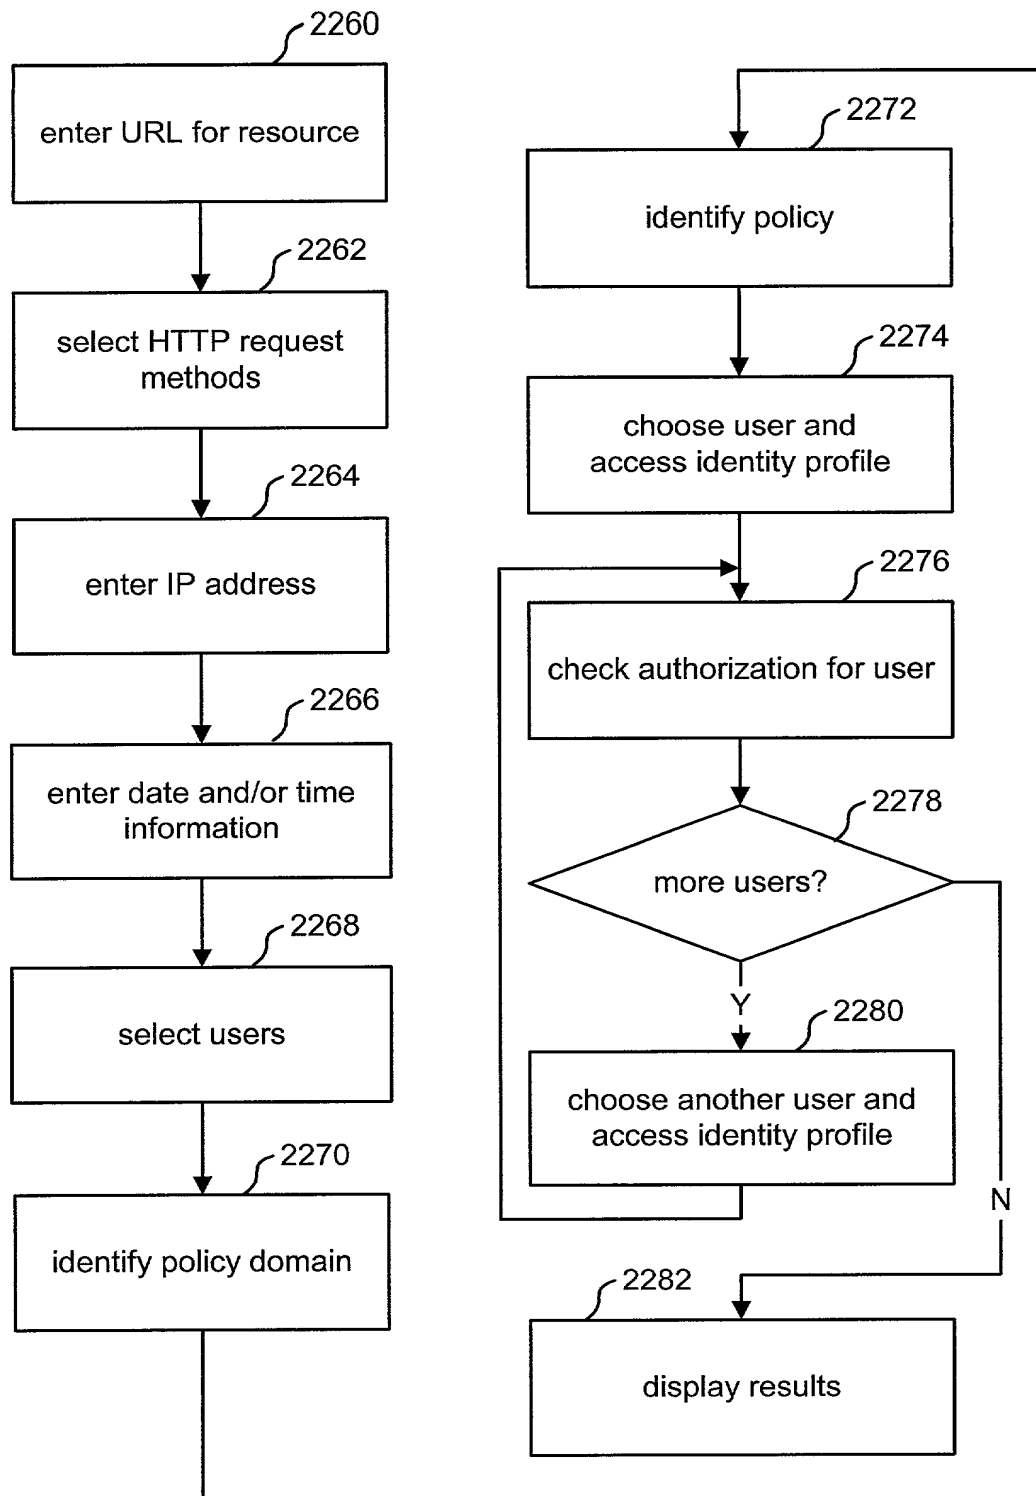 2260
enter URL for resource
2262
select HTTP request
methods
2264
enter IP address
2266
enter date and/or time
information
2268
select users
2270
identify policy domain
2272
identify policy
2274
choose user and
access identity profile
2276
check authorization for user
2278
more users?
Y
2280
choose another user and
access identity profile
N
2282
display results